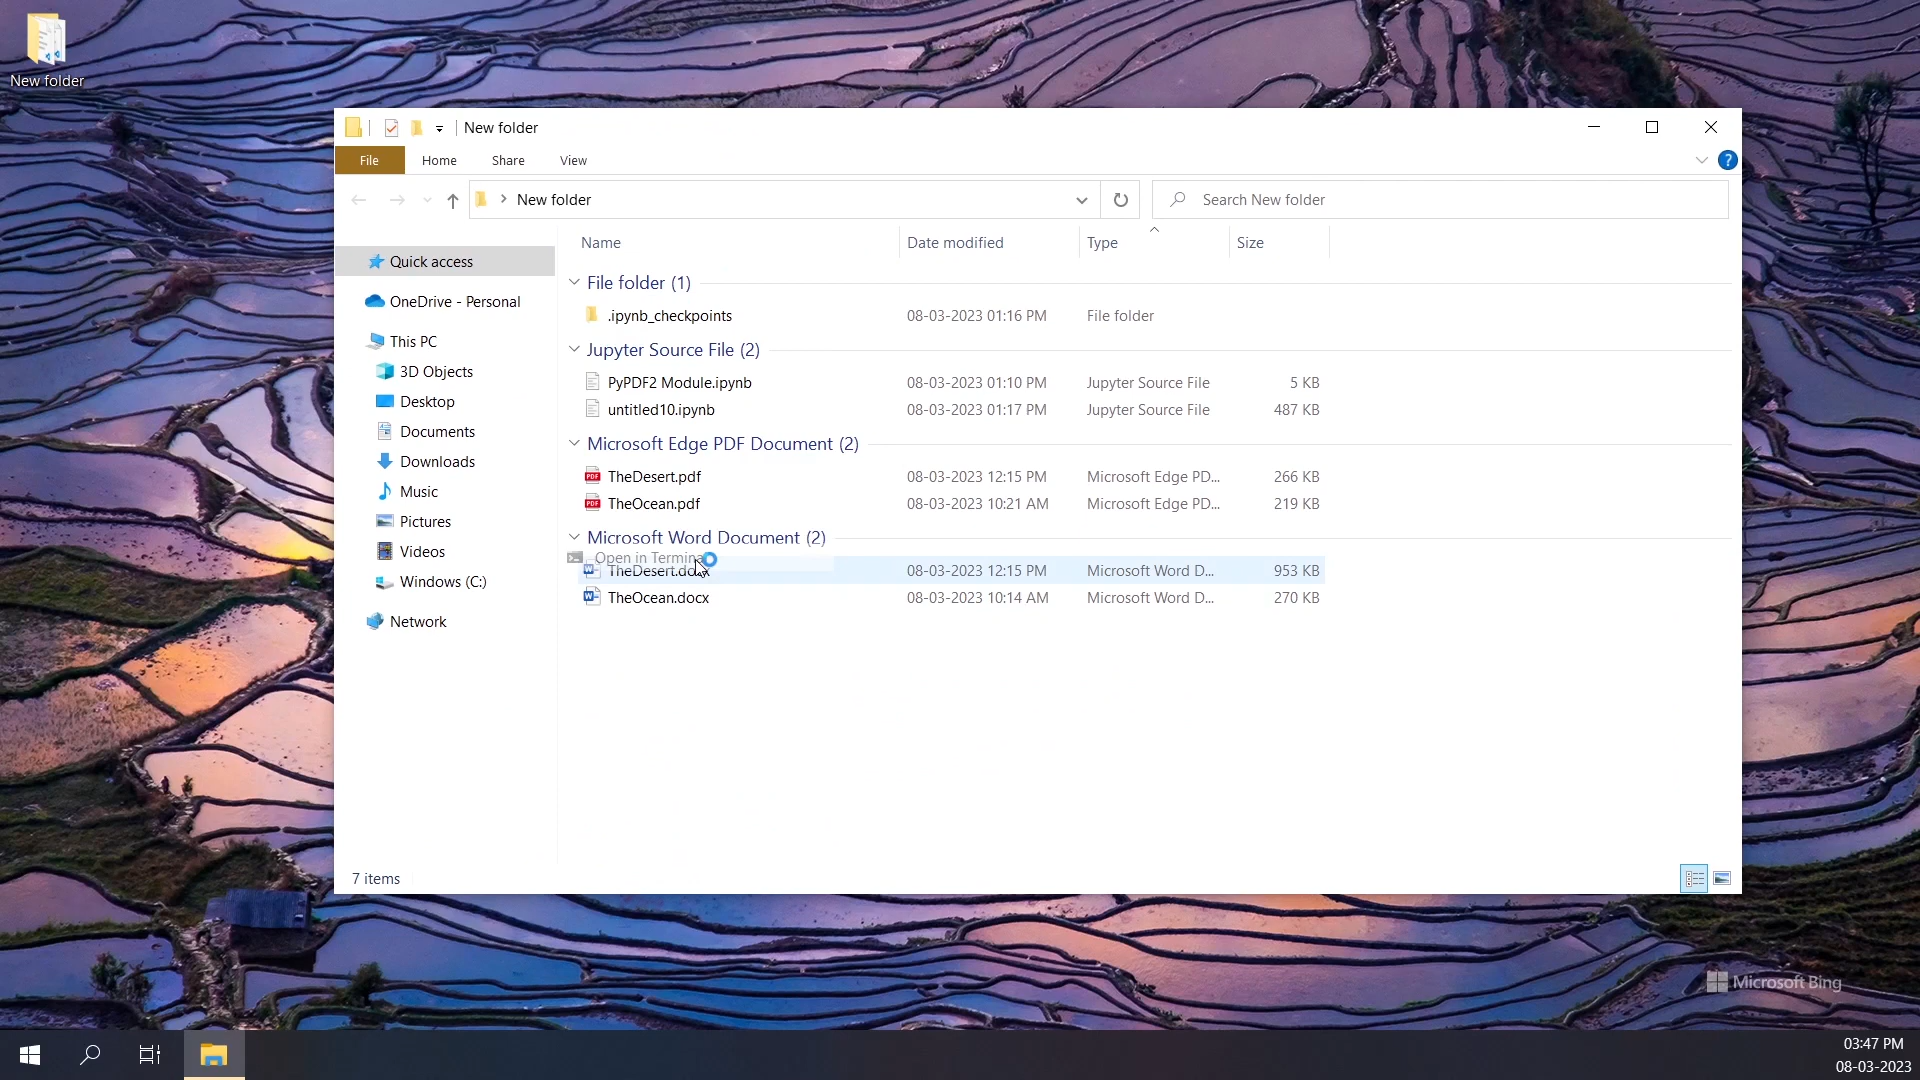 New folder
New folder
File Home Share View
New folder
Search New folder
Name Date modified Type Size
Quick access
OneDrive - Personal
This PC
3D Objects
Desktop
Documents
Downloads
Music
Pictures
Videos
Windows (C:)
Network
File folder (1)
.ipynb_checkpoints 08-03-2023 01:16 PM File folder
Jupyter Source File (2)
PyPDF2 Module.ipynb 08-03-2023 01:10 PM Jupyter Source File 5 KB
untitled10.ipynb 08-03-2023 01:17 PM Jupyter Source File 487 KB
Microsoft Edge PDF Document (2)
PDF TheDesert.pdf 08-03-2023 12:15 PM Microsoft Edge PD... 266 KB
PDF TheOcean.pdf 08-03-2023 10:21 AM Microsoft Edge PD... 219 KB
Microsoft Word Document (2)
Open in Terminal
TheDesert.docx 08-03-2023 12:15 PM Microsoft Word D... 953 KB
TheOcean.docx 08-03-2023 10:14 AM Microsoft Word D... 270 KB
7 items
Microsoft Bing
03:47 PM
08-03-2023